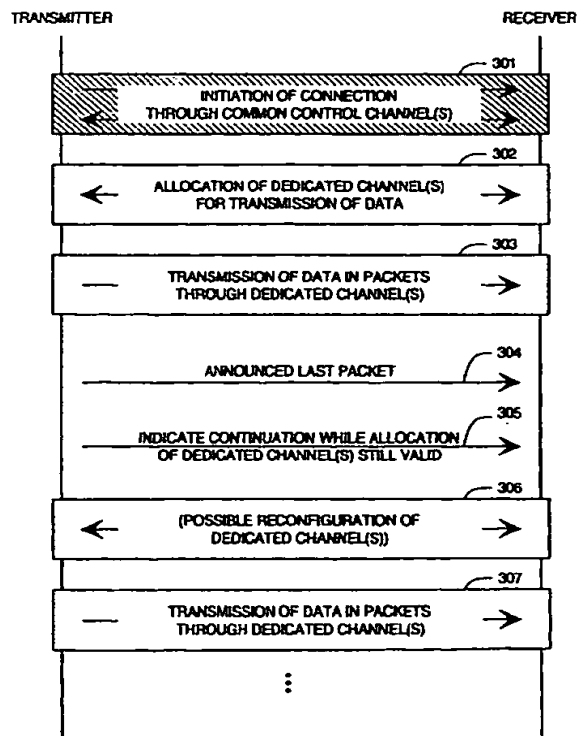 TRANSMITTER RECEIVER
301
INITIATION OF CONNECTION
THROUGH COMMON CONTROL CHANNEL(S)
302
ALLOCATION OF DEDICATED CHANNEL(S)
FOR TRANSMISSION OF DATA
303
TRANSMISSION OF DATA IN PACKETS
THROUGH DEDICATED CHANNEL(S)
304
ANNOUNCED LAST PACKET
305
INDICATE CONTINUATION WHILE ALLOCATION
OF DEDICATED CHANNEL(S) STILL VALID
306
(POSSIBLE RECONFIGURATION OF
DEDICATED CHANNEL(S))
307
TRANSMISSION OF DATA IN PACKETS
THROUGH DEDICATED CHANNEL(S)